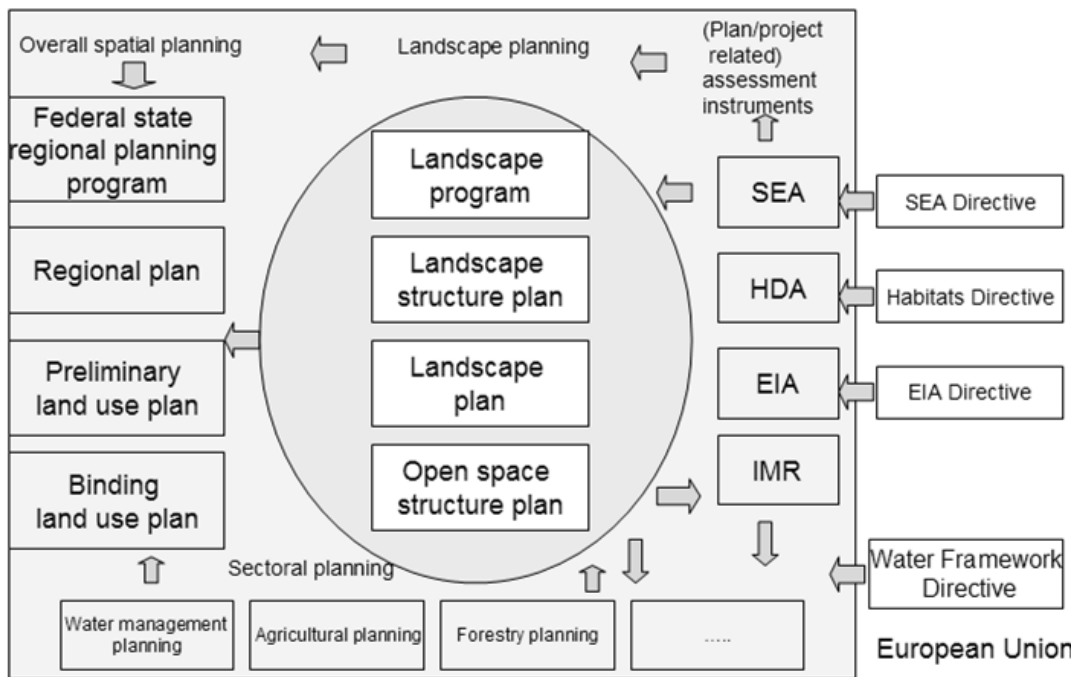 Overall spatial planning
Landscape planning
(Plan/project
related)
assessment
instruments
Federal state
regional planning
program
Regional plan
Preliminary
land use plan
Binding
land use plan
Landscape
program
Landscape
structure plan
Landscape
plan
Open space
structure plan
SEA
HDA
EIA
IMR
SEA Directive
Habitats Directive
EIA Directive
Water Framework
Directive
Sectoral planning
Water management
planning
Agricultural planning
Forestry planning
.....
European Union